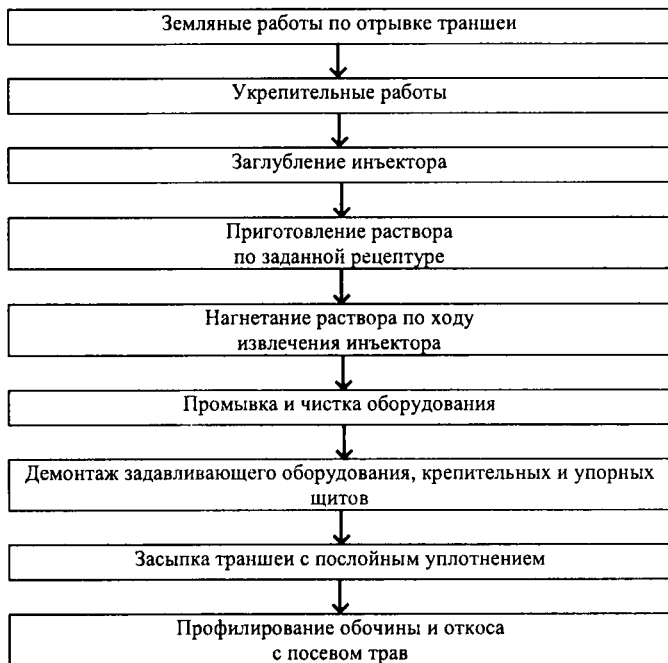 Земляные работы по отрывке траншеи
Укрепительные работы
Заглубление инъектора
Приготовление раствора
по заданной рецептуре
Нагнетание раствора по ходу
извлечения инъектора
Промывка и чистка оборудования
Демонтаж задавливающего оборудования, крепительных и упорных
щитов
Засыпка траншеи с послойным уплотнением
Профилирование обочины и откоса
с посевом трав